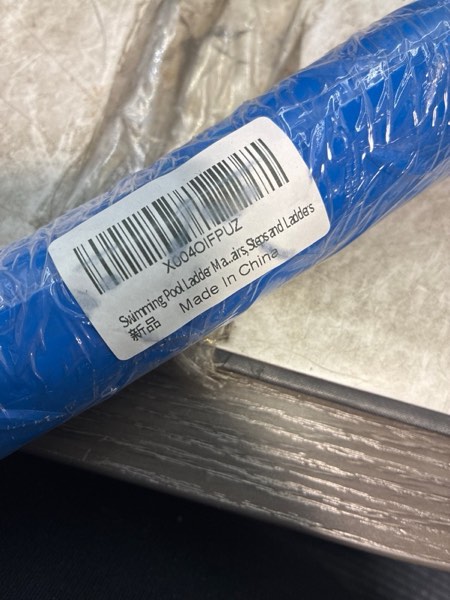 X004OIFPUZ
Swimming Pool Ladder Ma...airs, Steps and Ladders
新品 Made In China